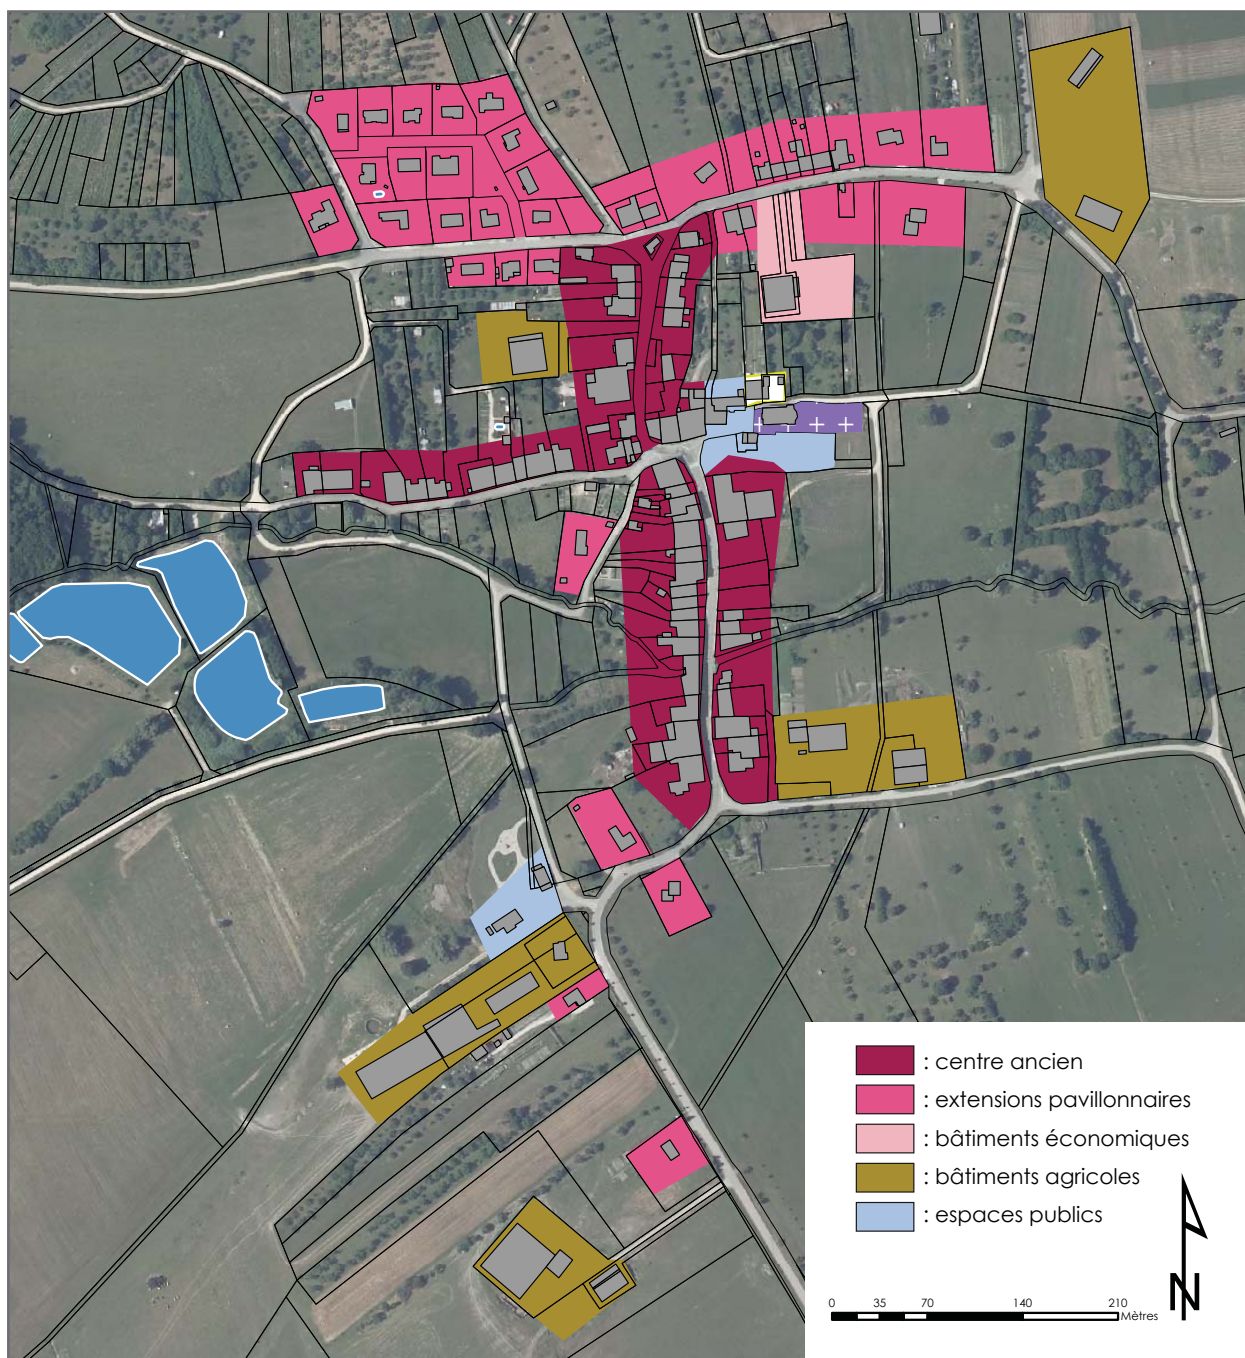 : centre ancien
: extensions pavillonnaires
: bâtiments économiques
: bâtiments agricoles
: espaces publics
N
0 35 70 140 210
Mètres